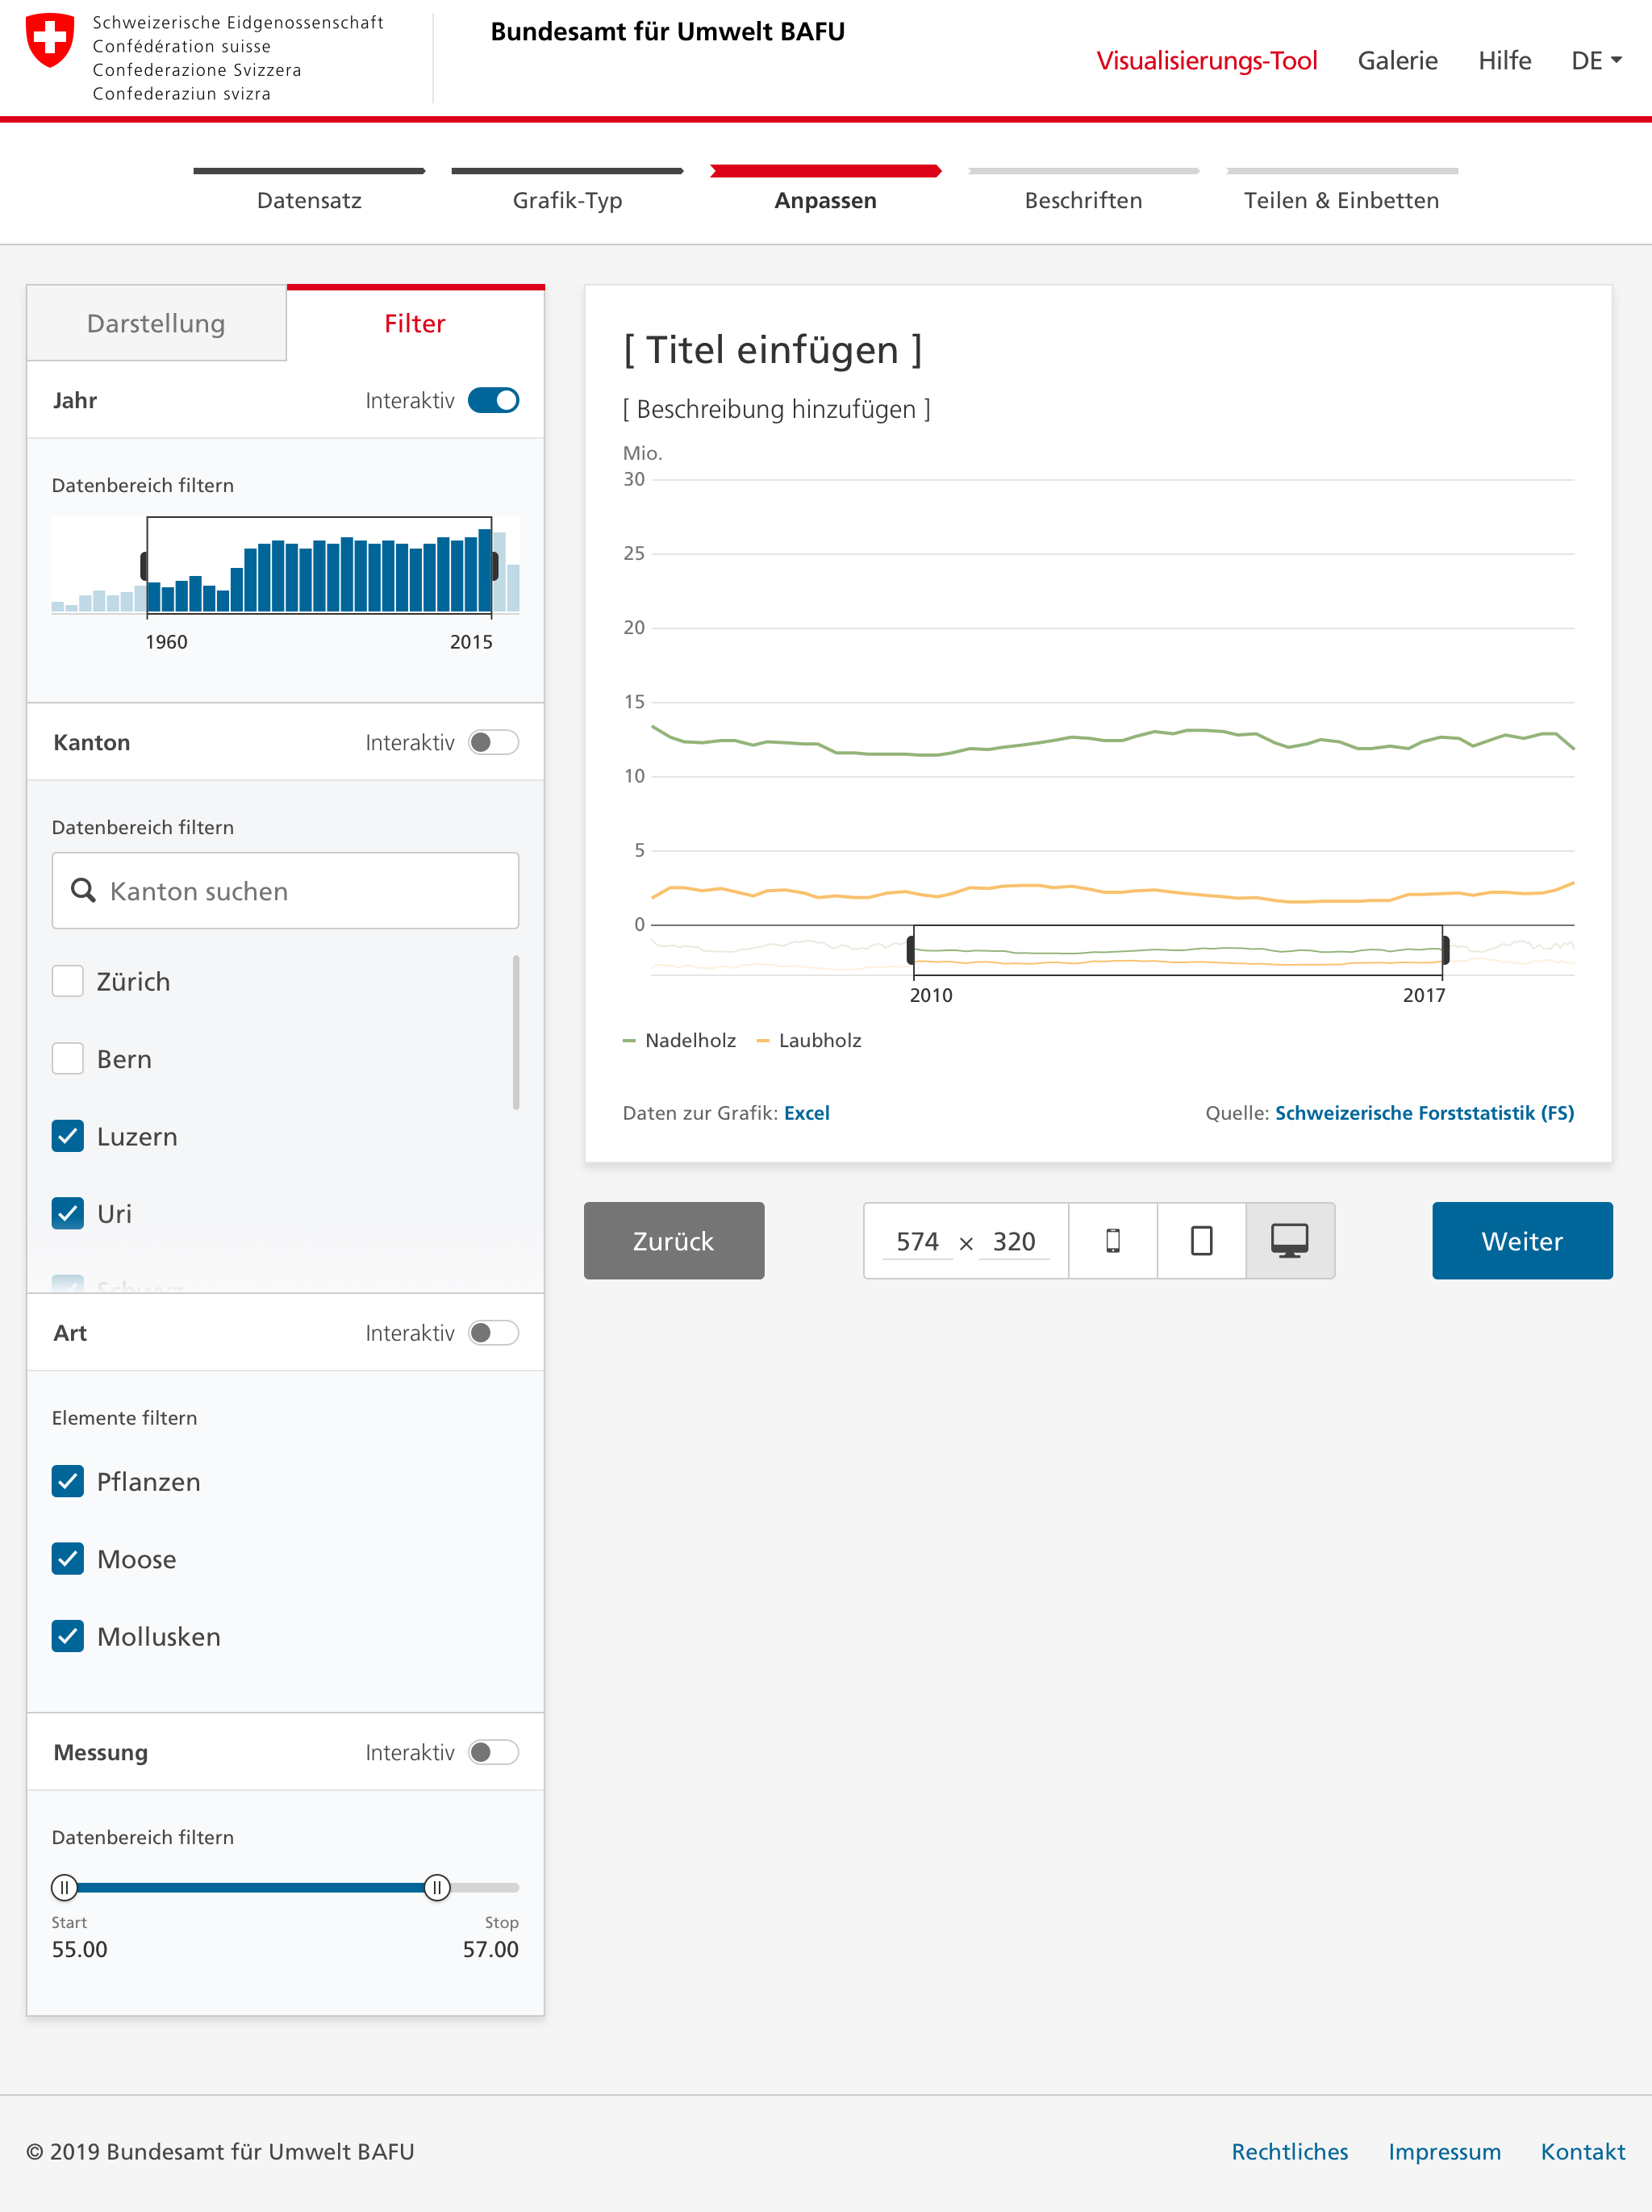 Schweizerische Eidgenossenschaft
Confédération suisse
Confederazione Svizzera
Confederaziun svizra
Bundesamt für Umwelt BAFU
Visualisierungs-Tool Galerie Hilfe DE
Datensatz Grafik-Typ Anpassen Beschriften Teilen & Einbetten
Darstellung Filter
Jahr Interaktiv
Datenbereich filtern
1960 2015
Kanton Interaktiv
Datenbereich filtern
Kanton suchen
Zürich
Bern
Luzern
Uri
Schwyz
Art Interaktiv
Elemente filtern
Pflanzen
Moose
Mollusken
Messung Interaktiv
Datenbereich filtern
Start Stop
55.00 57.00
[ Titel einfügen ]
[ Beschreibung hinzufügen ]
Mio.
30
25
20
15
10
5
0
2010 2017
Nadelholz Laubholz
Daten zur Grafik: Excel Quelle: Schweizerische Forststatistik (FS)
Zurück 574 × 320 Weiter
© 2019 Bundesamt für Umwelt BAFU Rechtliches Impressum Kontakt